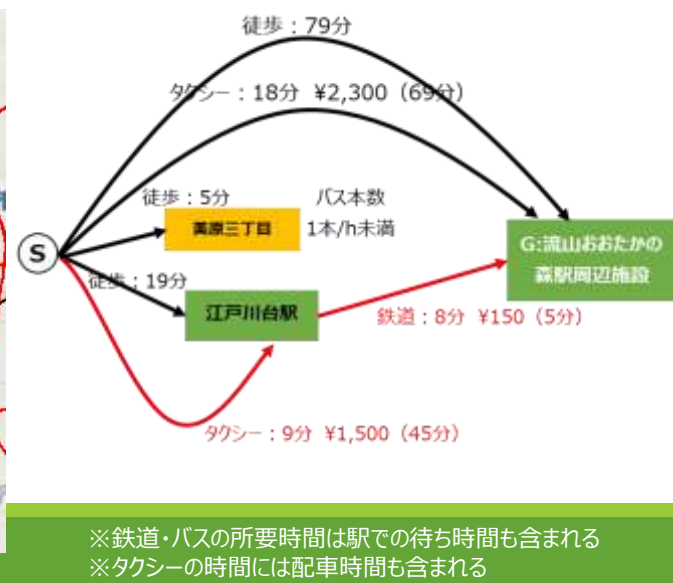 徒歩：79分
タクシー：18分 ¥2,300（69分）
徒歩：5分
バス本数
美原三丁目
1本/h未満
S
G:流山おおたかの
森駅周辺施設
徒歩：19分
江戸川台駅
鉄道：8分 ¥150（5分）
タクシー：9分 ¥1,500（45分）
※鉄道・バスの所要時間は駅での待ち時間も含まれる
※タクシーの時間には配車時間も含まれる